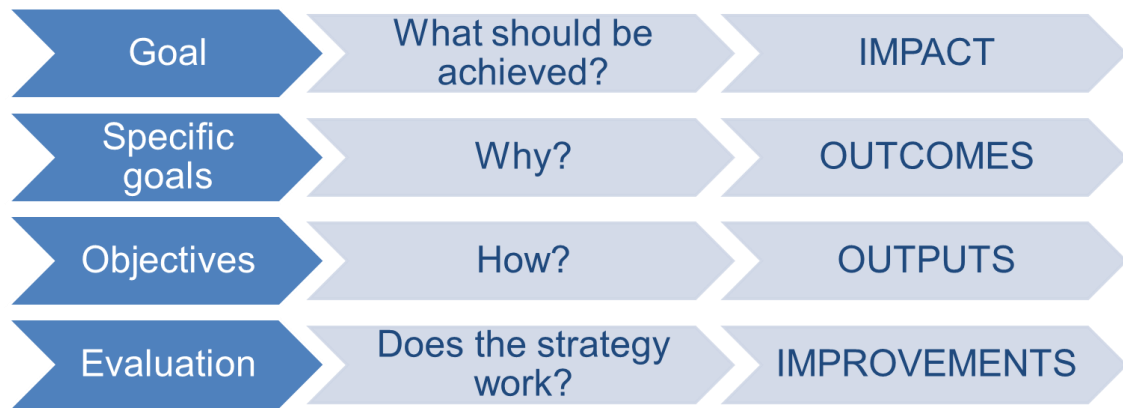 Goal
What should be
achieved?
IMPACT
Specific
goals
Why?
OUTCOMES
Objectives
How?
OUTPUTS
Evaluation
Does the strategy
work?
IMPROVEMENTS